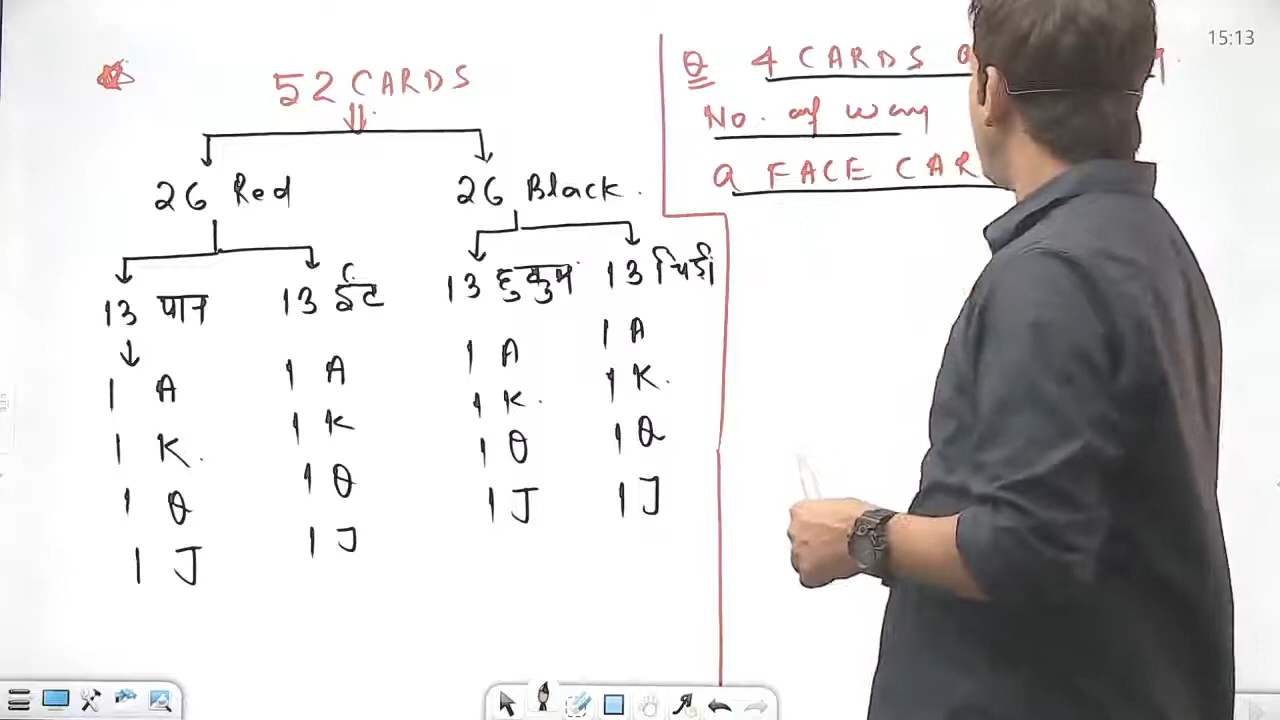 52 CARDS
26 Red
26 Black.
13 पान
13 ईंट
13 हुकुम
13 चिड़ी
1 A
1 K.
1 Q
1 J
1 A
1 K
1 Q
1 J
1 A
1 K.
1 Q
1 J
1 A
1 K.
1 Q
1 J
Q 4 CARDS
No. of way
a FACE CAR
15:13